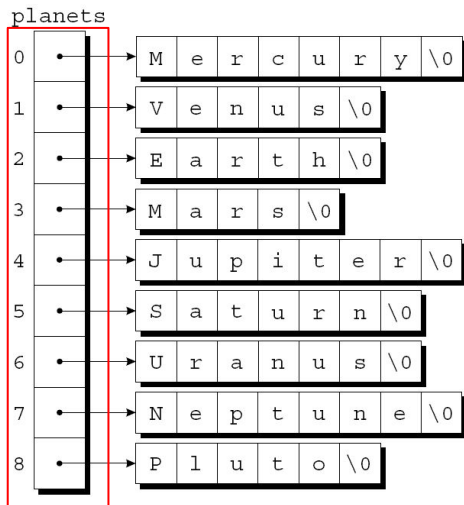 planets
0 M e r c u r y \0
1 V e n u s \0
2 E a r t h \0
3 M a r s \0
4 J u p i t e r \0
5 S a t u r n \0
6 U r a n u s \0
7 N e p t u n e \0
8 P l u t o \0